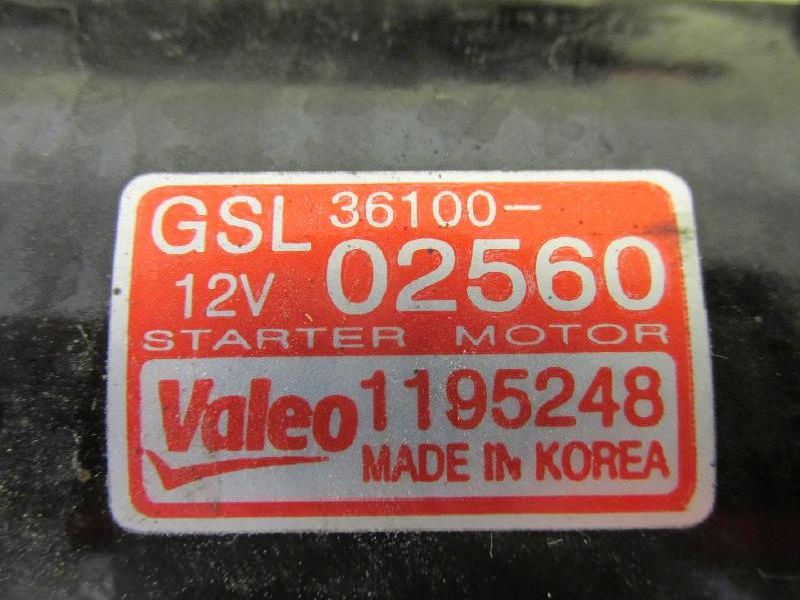 GSL 36100-
12V 02560
STARTER MOTOR
Valeo 1195248
MADE IN KOREA